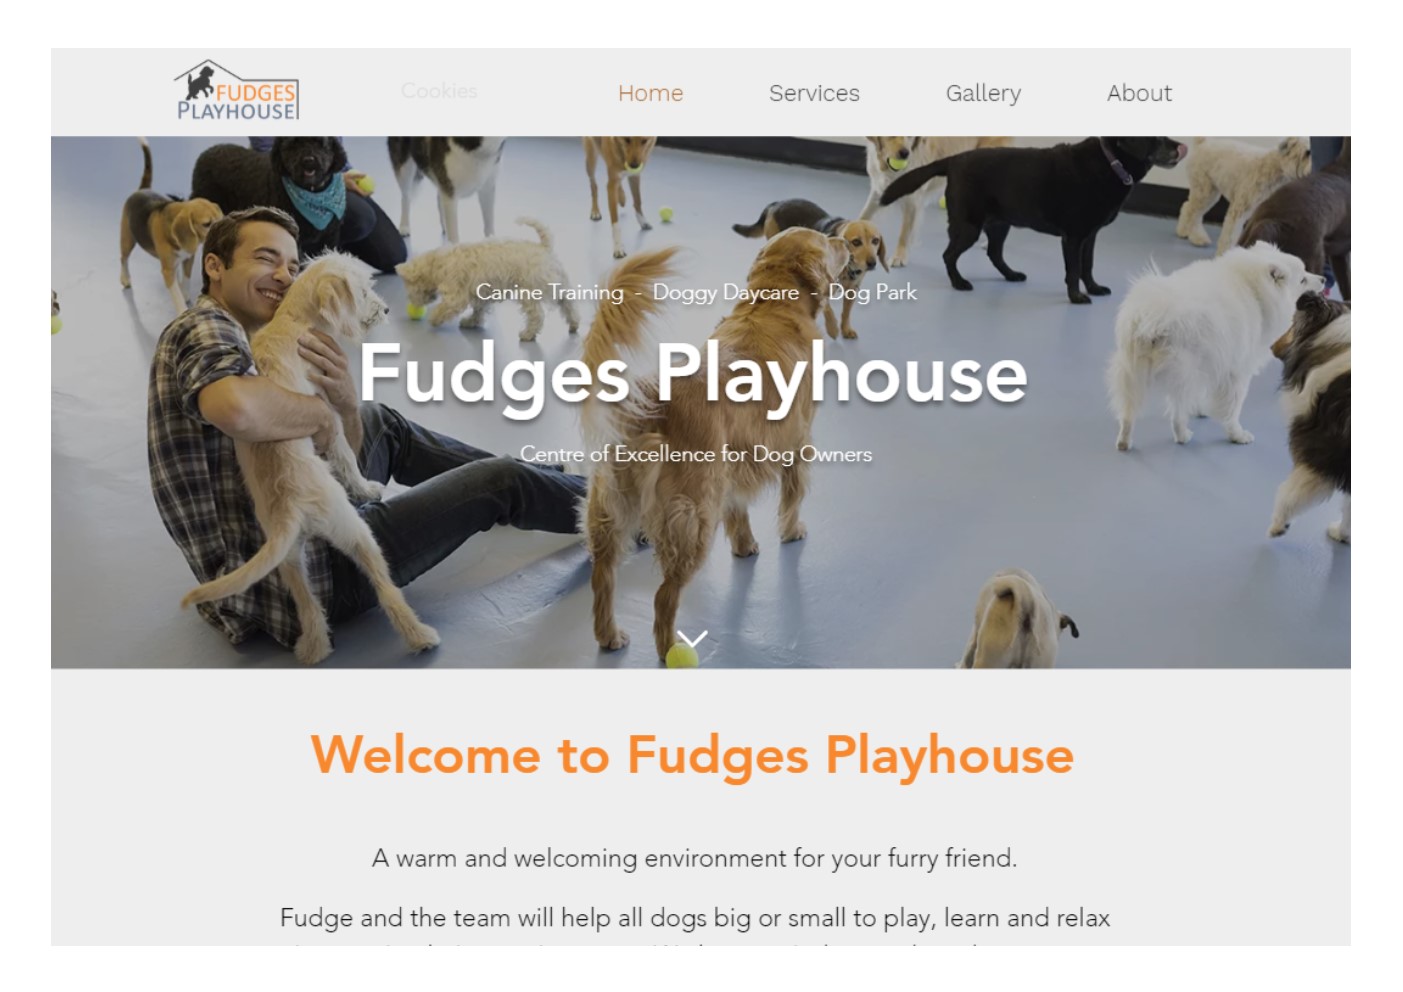 FUDGES
PLAYHOUSE
Cookies
Home
Services
Gallery
About
Canine Training - Doggy Daycare - Dog Park
Fudges Playhouse
Centre of Excellence for Dog Owners
Welcome to Fudges Playhouse
A warm and welcoming environment for your furry friend.
Fudge and the team will help all dogs big or small to play, learn and relax